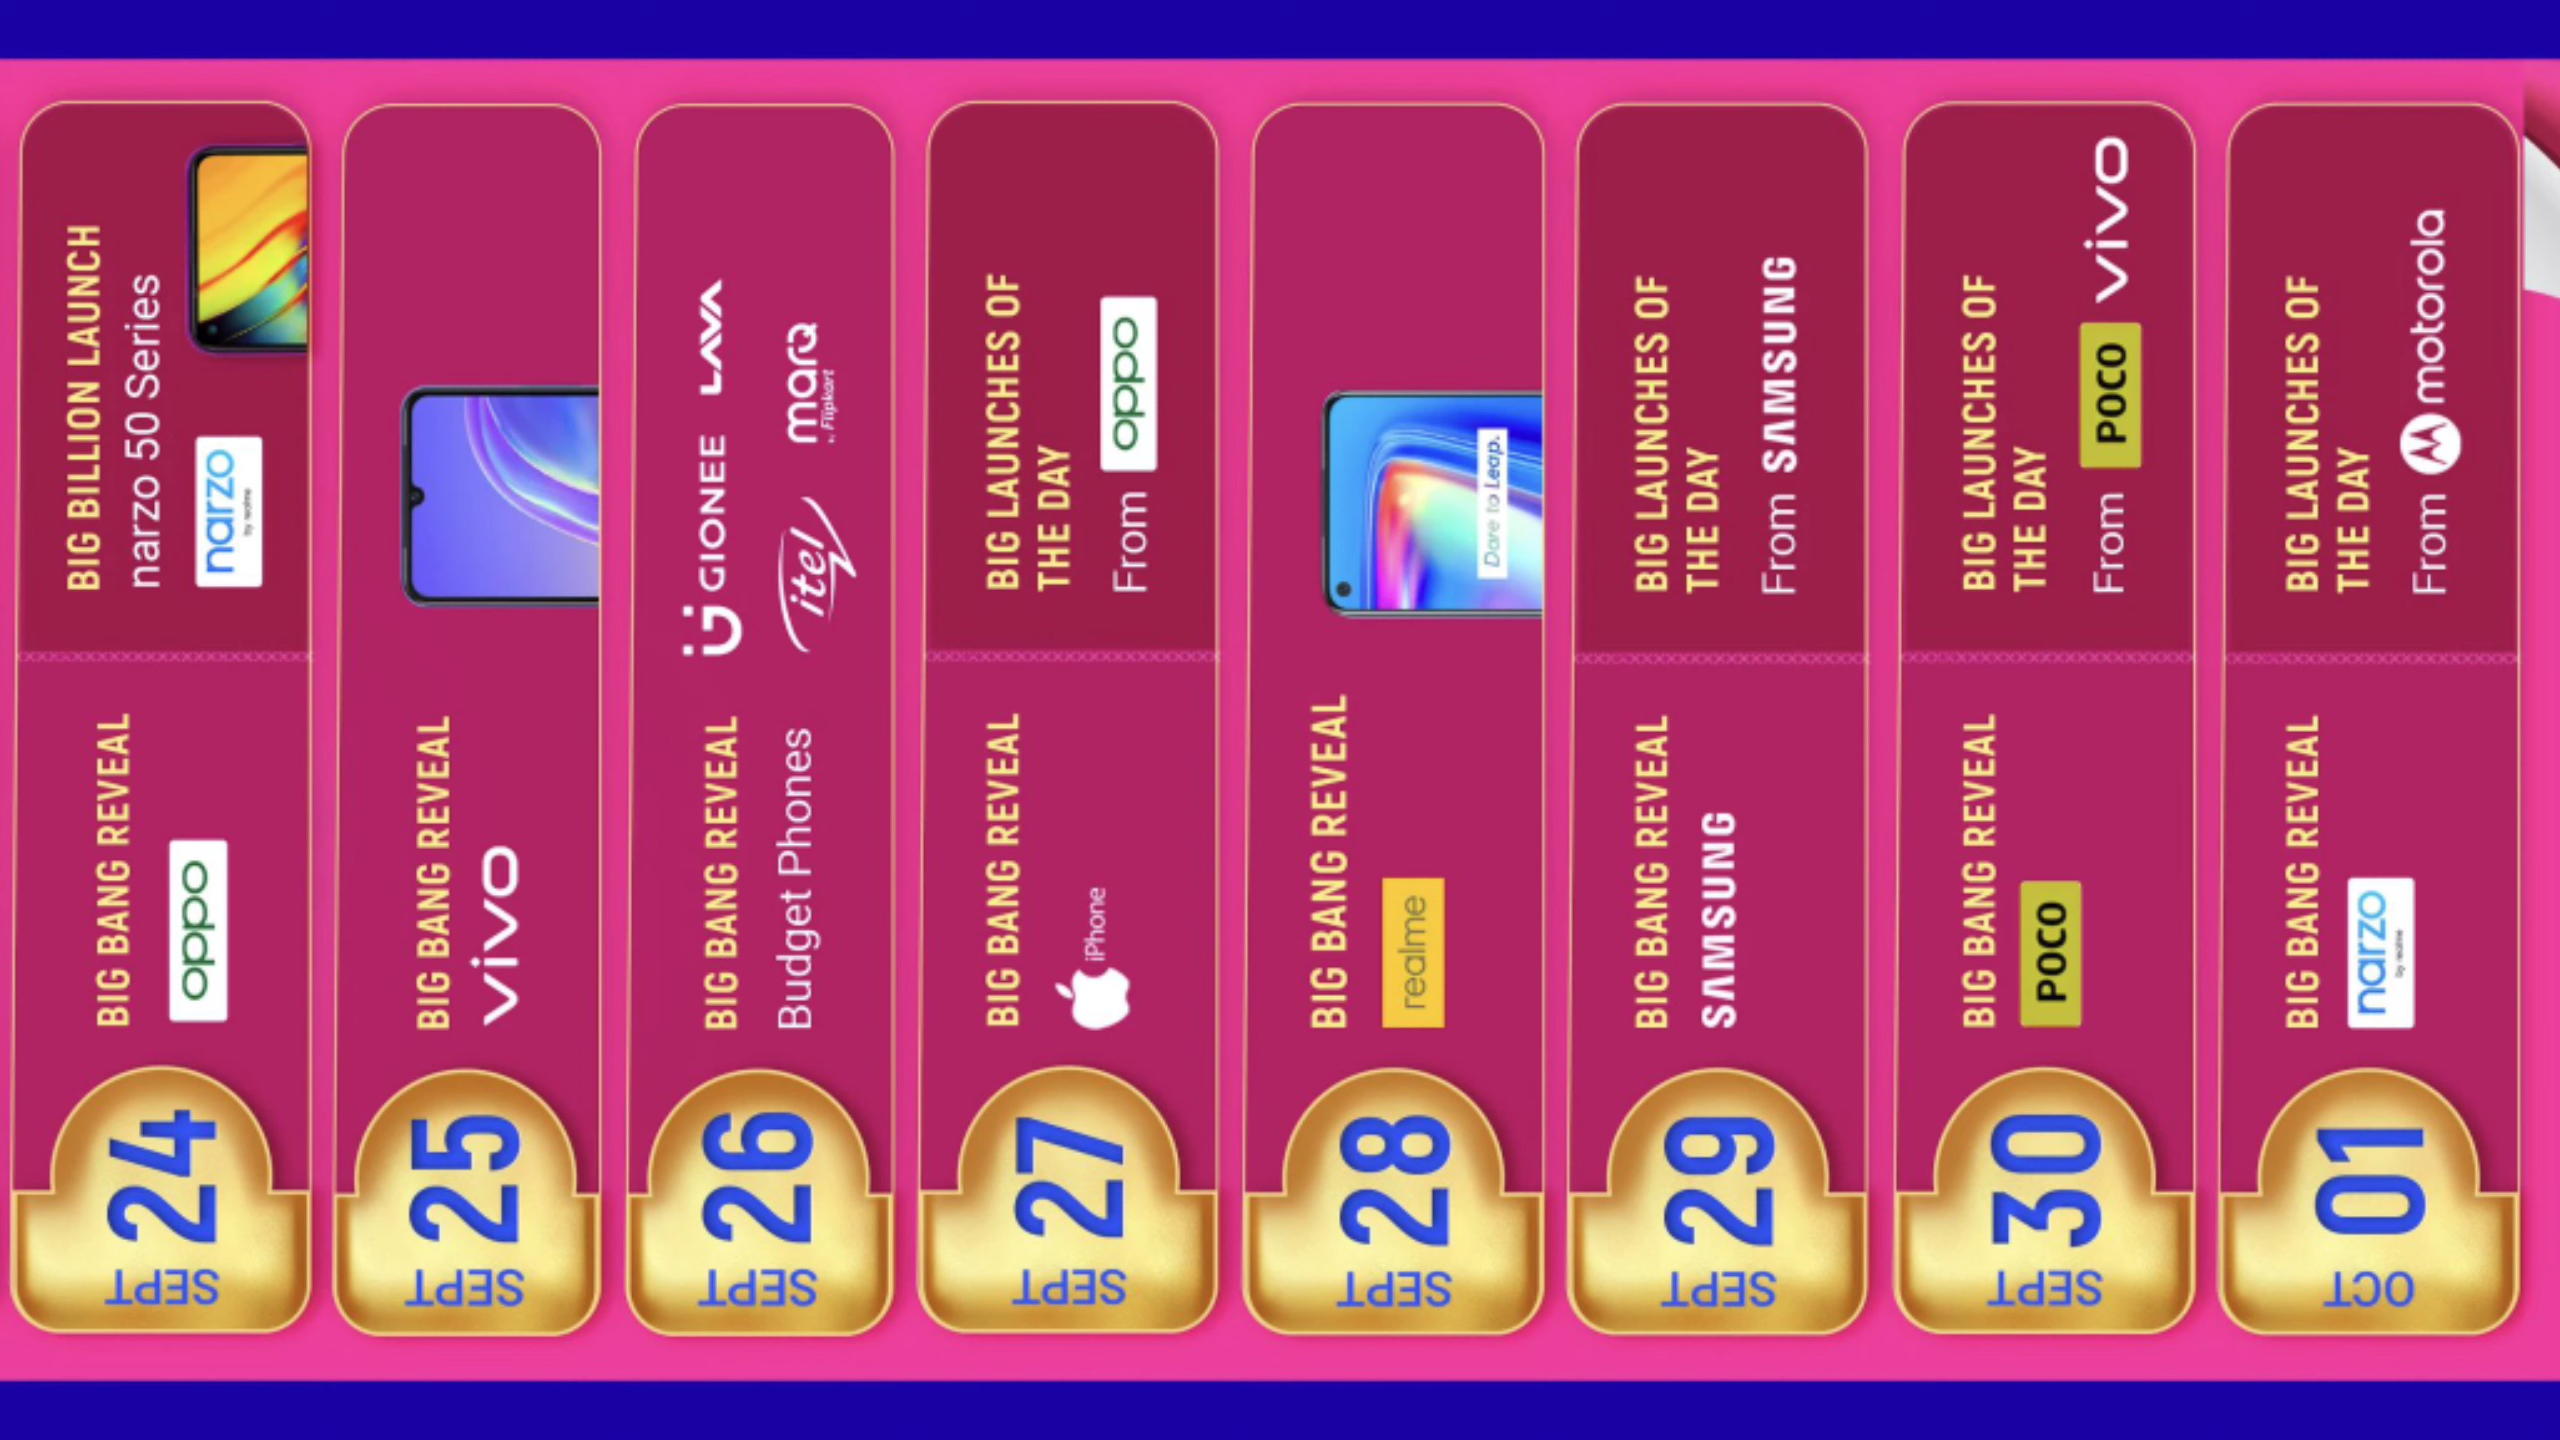 SEPT
24
BIG BANG REVEAL
oppo
BIG BILLION LAUNCH
narzo 50 Series
narzo
by realme
SEPT
25
BIG BANG REVEAL
vivo
SEPT
26
BIG BANG REVEAL
Budget Phones
GIONEE LAVA
itel marq
by Flipkart
SEPT
27
BIG BANG REVEAL
iPhone
BIG LAUNCHES OF
THE DAY
From oppo
SEPT
28
BIG BANG REVEAL
realme
Dare to Leap.
SEPT
29
BIG BANG REVEAL
SAMSUNG
BIG LAUNCHES OF
THE DAY
From SAMSUNG
SEPT
30
BIG BANG REVEAL
POCO
BIG LAUNCHES OF
THE DAY
From POCO vivo
OCT
01
BIG BANG REVEAL
narzo
by realme
BIG LAUNCHES OF
THE DAY
From motorola